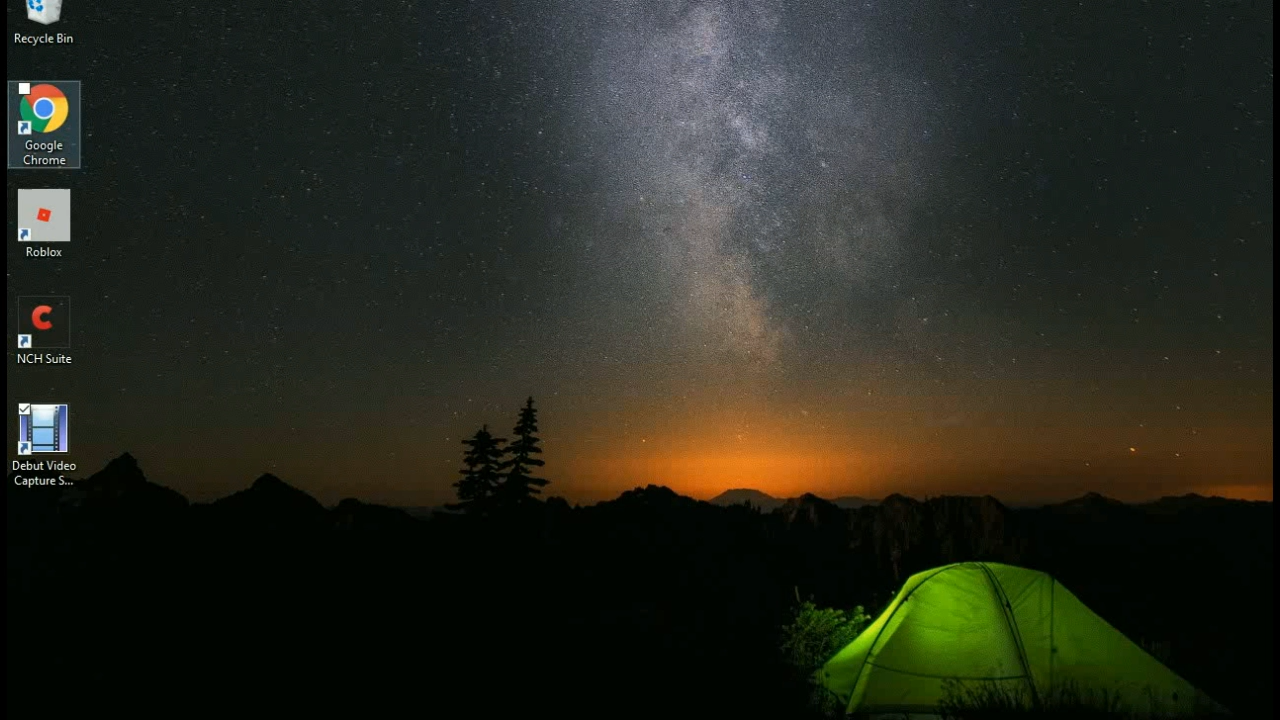 Recycle Bin
Google
Chrome
Roblox
NCH Suite
Debut Video
Capture S...